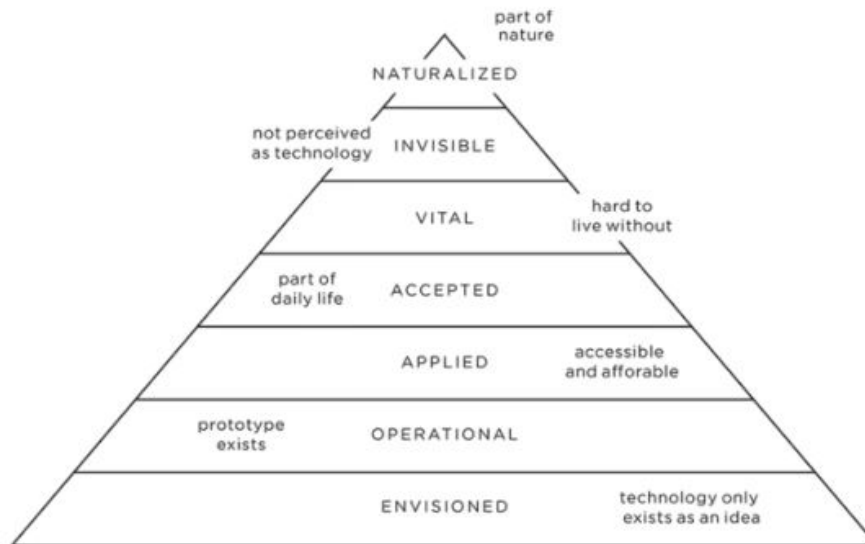 part of
nature
NATURALIZED
not perceived
as technology
INVISIBLE
VITAL
hard to
live without
part of
daily life
ACCEPTED
APPLIED
accessible
and afforable
prototype
exists
OPERATIONAL
ENVISIONED
technology only
exists as an idea